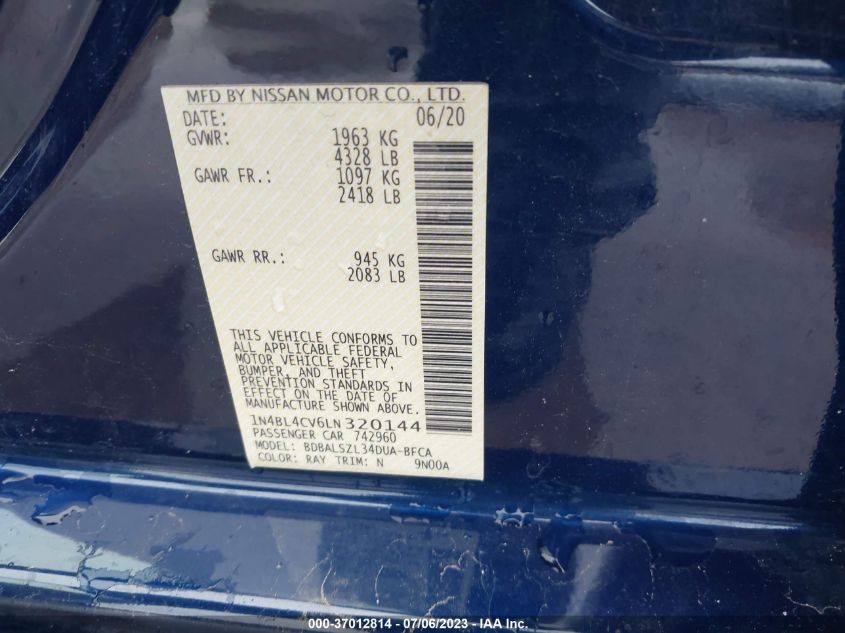 MFD BY NISSAN MOTOR CO., LTD.
DATE: 06/20
GVWR: 1963 KG
4328 LB
GAWR FR.: 1097 KG
2418 LB
GAWR RR.: 945 KG
2083 LB
THIS VEHICLE CONFORMS TO
ALL APPLICABLE FEDERAL
MOTOR VEHICLE SAFETY,
BUMPER, AND THEFT
PREVENTION STANDARDS IN
EFFECT ON THE DATE OF
MANUFACTURE SHOWN ABOVE.
1N4BL4CV6LN320144
PASSENGER CAR 742960
MODEL: BDBALSZL34DUA-BFCA
COLOR: RAY TRIM: N 9N00A
000-37012814 - 07/06/2023 - IAA Inc.